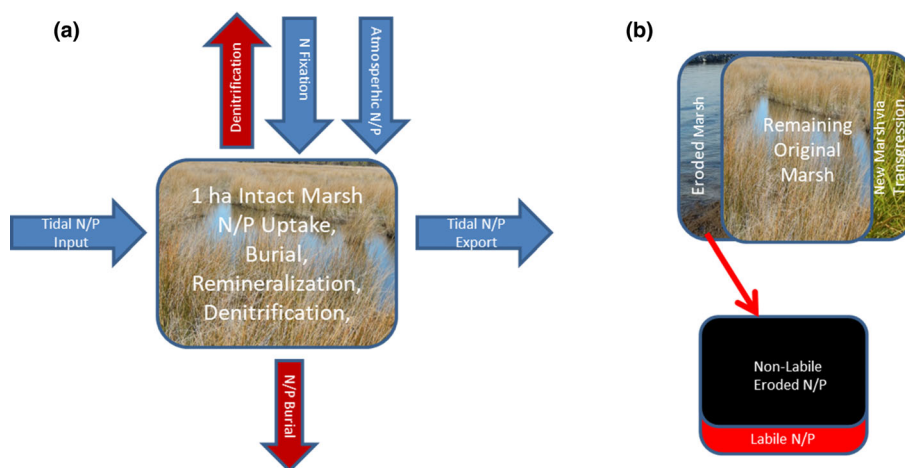 (a)
Denitrification
N Fixation
Atmosperhic N/P
1 ha Intact Marsh
N/P Uptake,
Burial,
Remineralization,
Denitrification,
Tidal N/P
Input
Tidal N/P
Export
N/P Burial
(b)
Eroded Marsh
Remaining
Original
Marsh
New Marsh via
Transgression
Non-Labile
Eroded N/P
Labile N/P